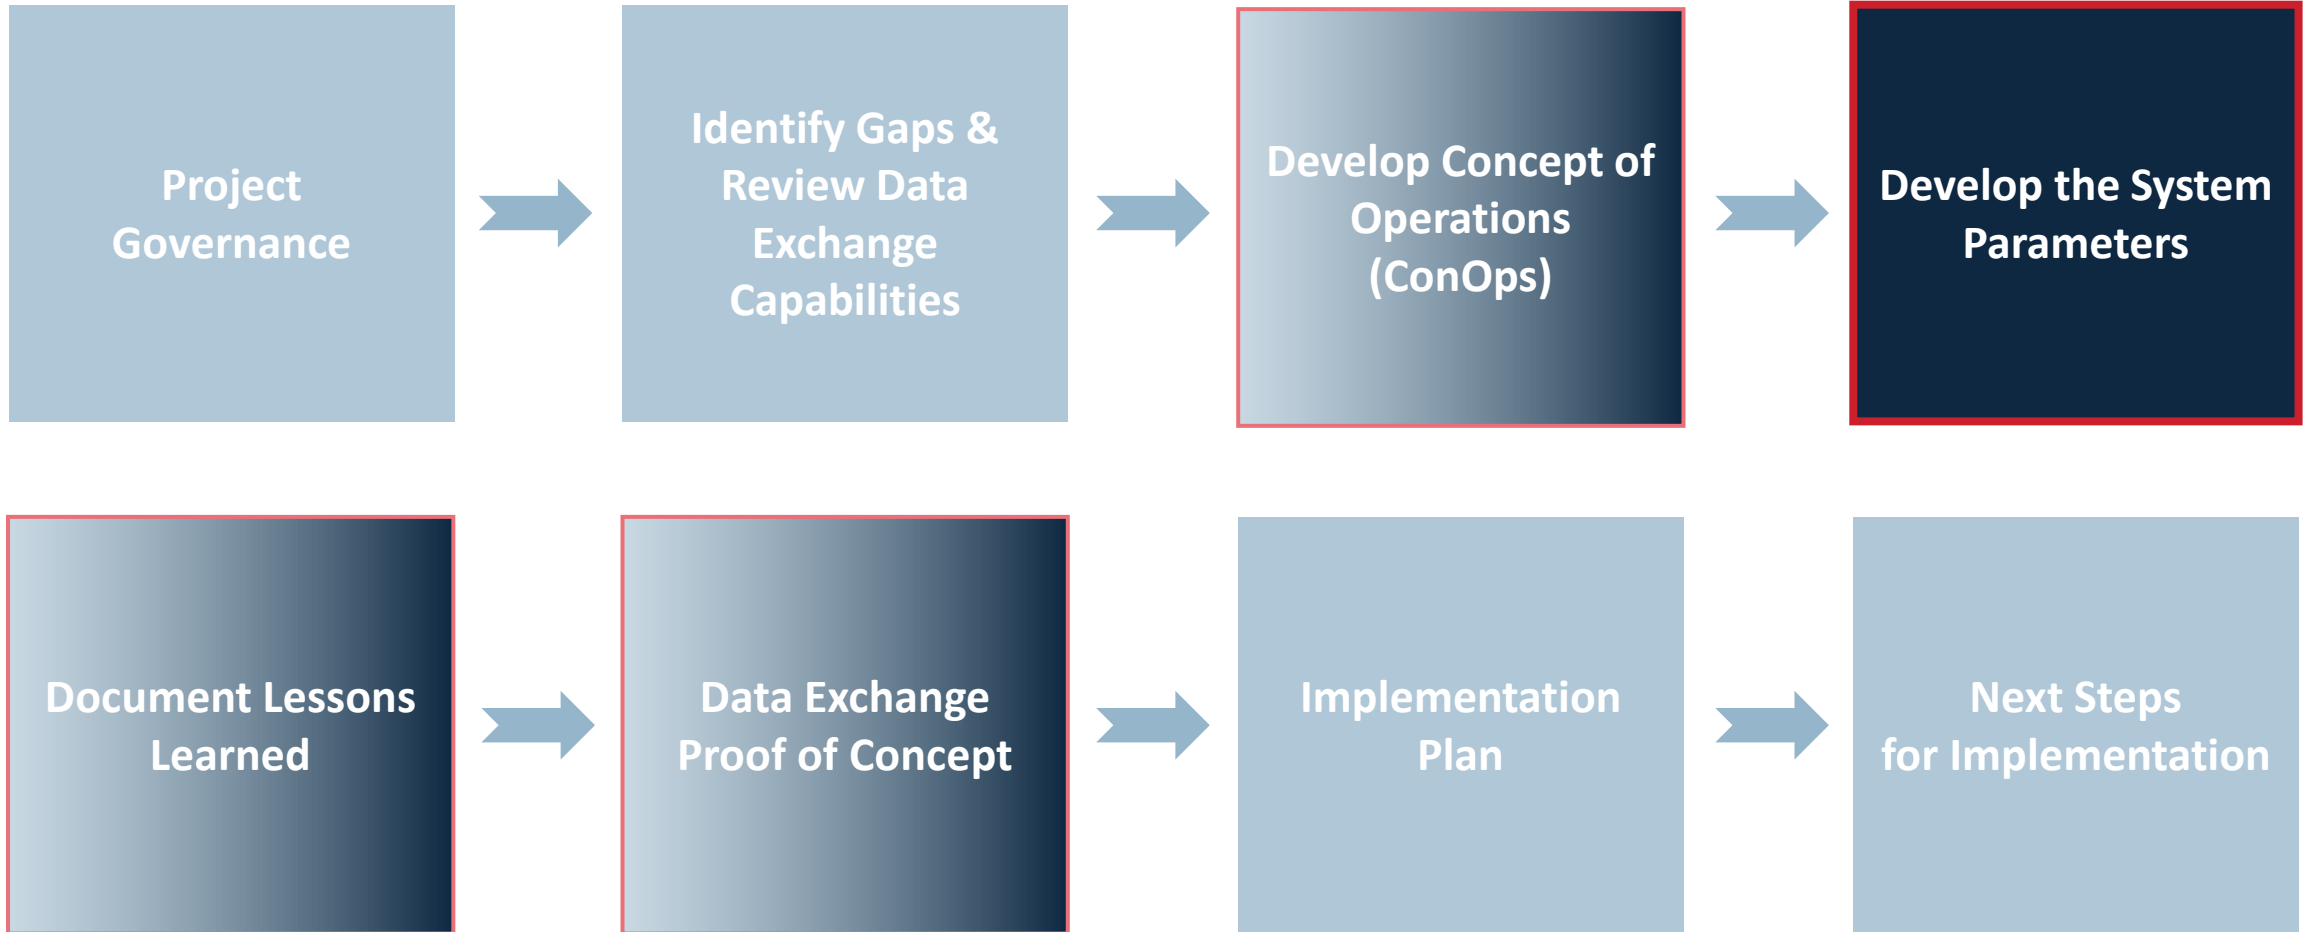 Project
Governance
Identify Gaps &
Review Data
Exchange
Capabilities
Develop Concept of
Operations
(ConOps)
Develop the System
Parameters
Document Lessons
Learned
Data Exchange
Proof of Concept
Implementation
Plan
Next Steps
for Implementation